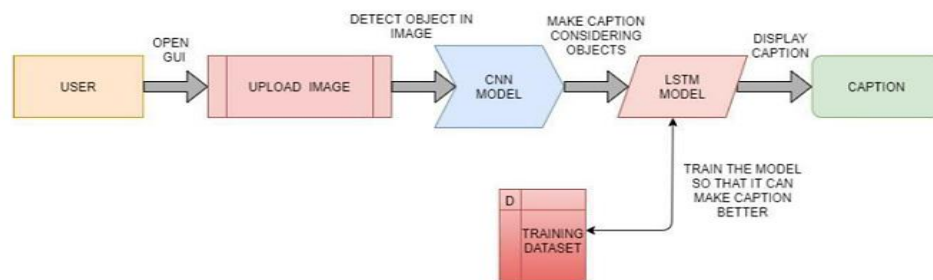 OPEN
GUI
DETECT OBJECT IN
IMAGE
MAKE CAPTION
CONSIDERING
OBJECTS
DISPLAY
CAPTION
USER
UPLOAD IMAGE
CNN
MODEL
LSTM
MODEL
CAPTION
TRAIN THE MODEL
SO THAT IT CAN
MAKE CAPTION
BETTER
D
TRAINING
DATASET